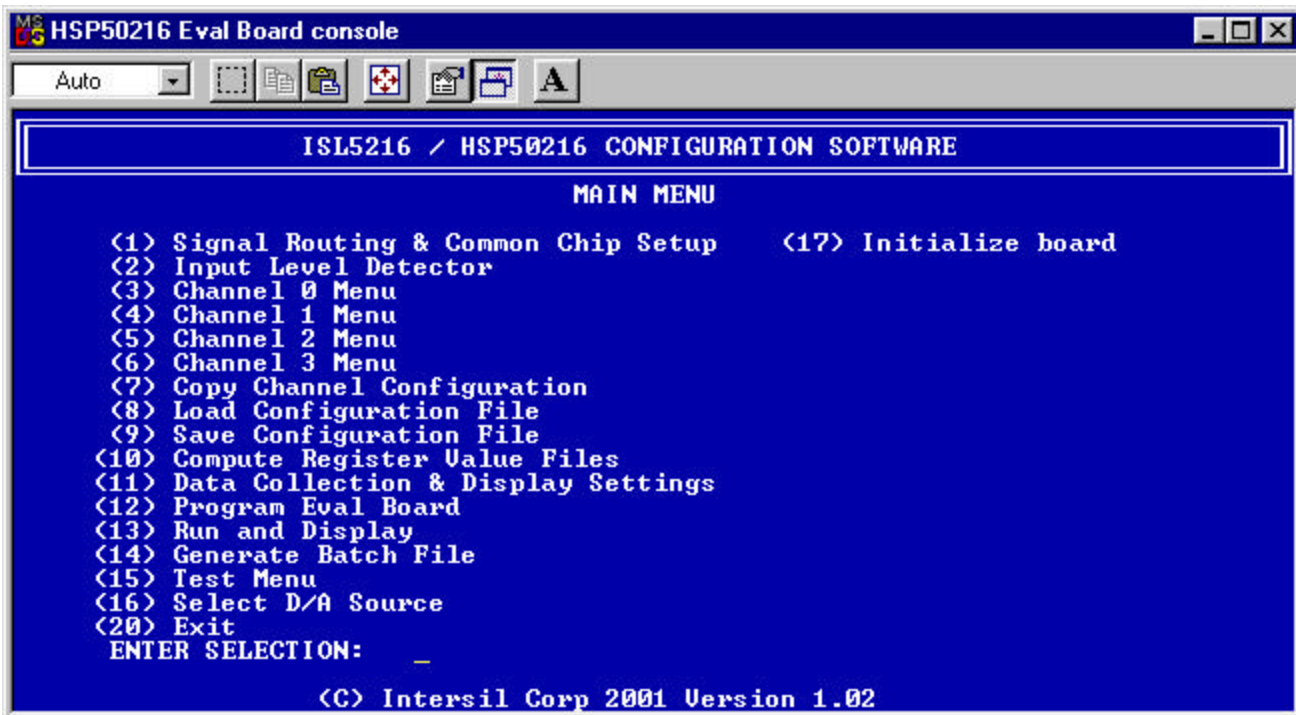 HSP50216 Eval Board console
Auto
A
ISL5216 / HSP50216 CONFIGURATION SOFTWARE
MAIN MENU
(1) Signal Routing & Common Chip Setup (17) Initialize board
(2) Input Level Detector
(3) Channel 0 Menu
(4) Channel 1 Menu
(5) Channel 2 Menu
(6) Channel 3 Menu
(7) Copy Channel Configuration
(8) Load Configuration File
(9) Save Configuration File
(10) Compute Register Value Files
(11) Data Collection & Display Settings
(12) Program Eval Board
(13) Run and Display
(14) Generate Batch File
(15) Test Menu
(16) Select D/A Source
(20) Exit
ENTER SELECTION: _
(C) Intersil Corp 2001 Version 1.02